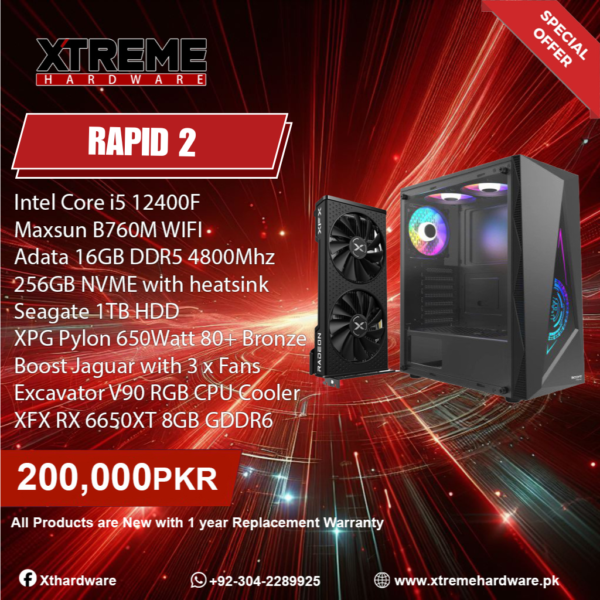 XTREME
HARDWARE
SPECIAL
OFFER
RAPID 2
Intel Core i5 12400F
Maxsun B760M WIFI
Adata 16GB DDR5 4800Mhz
256GB NVME with heatsink
Seagate 1TB HDD
XPG Pylon 650Watt 80+ Bronze
Boost Jaguar with 3 x Fans
Excavator V90 RGB CPU Cooler
XFX RX 6650XT 8GB GDDR6
XFX
RADEON
200,000PKR
All Products are New with 1 year Replacement Warranty
Xthardware
+92-304-2289925
www.xtremehardware.pk